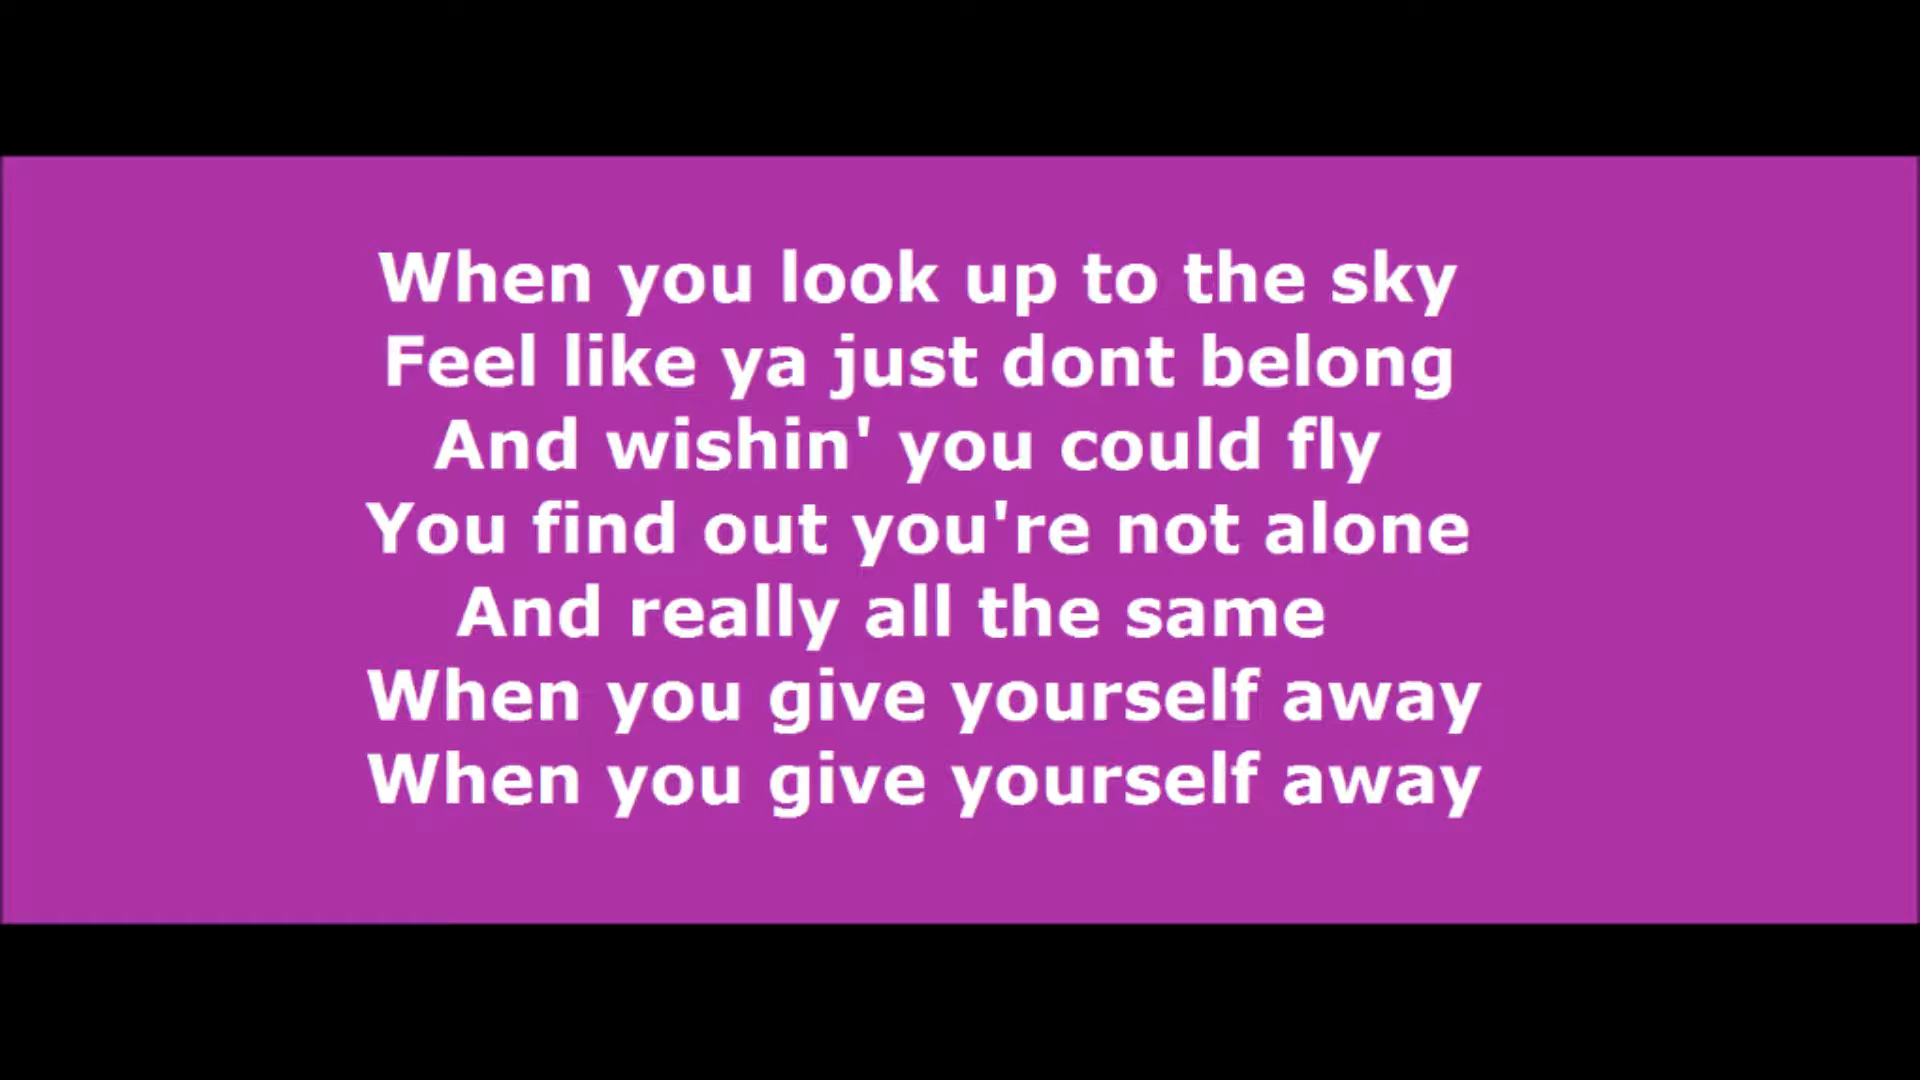 When you look up to the sky
Feel like ya just dont belong
And wishin' you could fly
You find out you're not alone
And really all the same
When you give yourself away
When you give yourself away